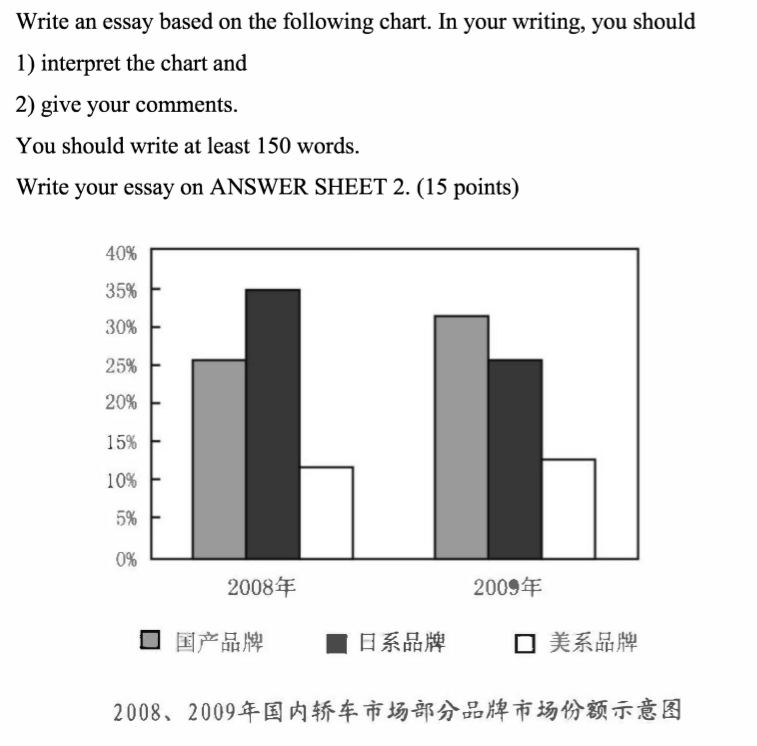 Write an essay based on the following chart. In your writing, you should
1) interpret the chart and
2) give your comments.
You should write at least 150 words.
Write your essay on ANSWER SHEET 2. (15 points)
40%
35%
30%
25%
20%
15%
10%
5%
0%
2008年 2009年
国产品牌 日系品牌 美系品牌
2008、2009年国内轿车市场部分品牌市场份额示意图